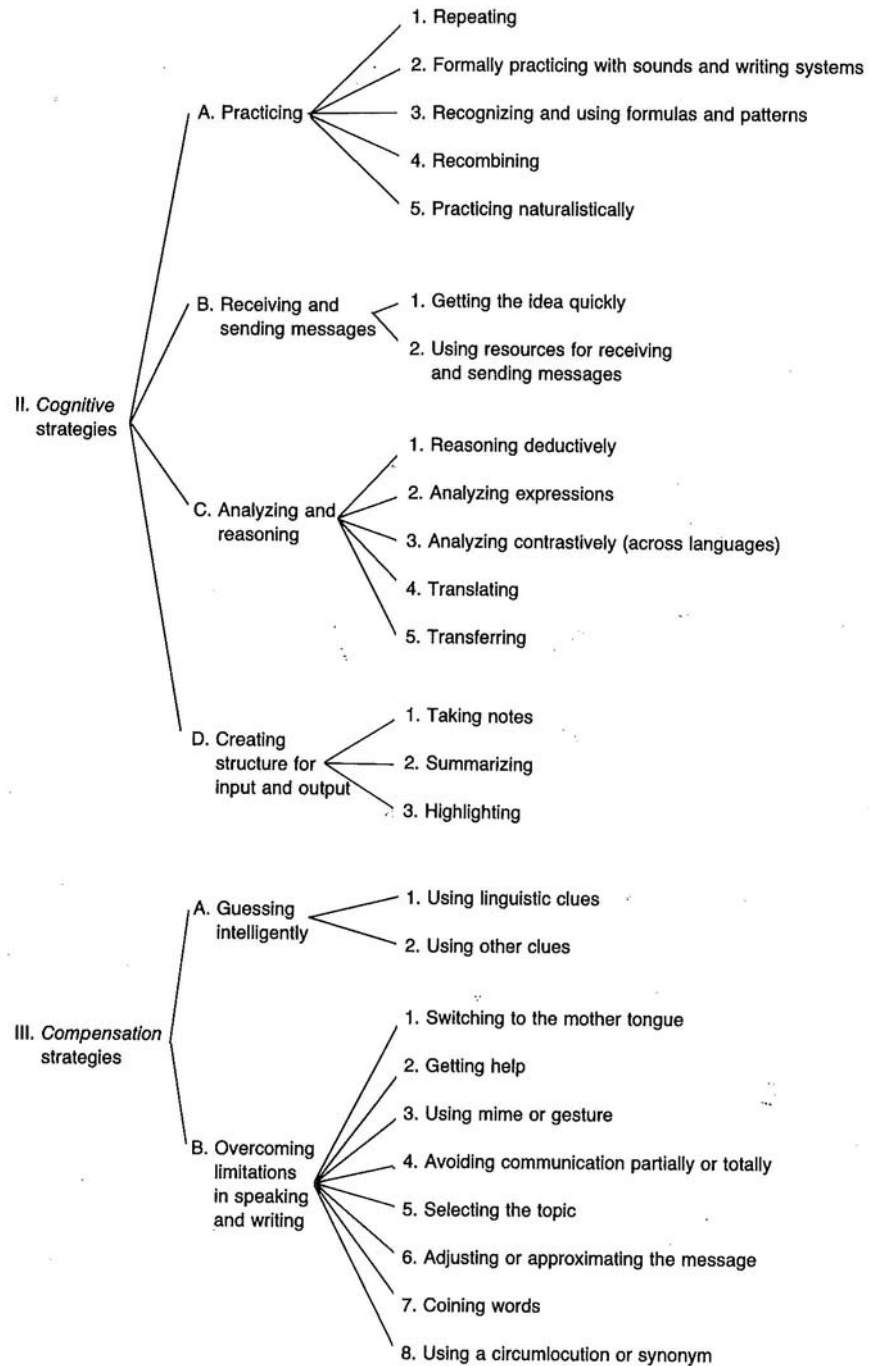 1. Repeating
2. Formally practicing with sounds and writing systems
A. Practicing
3. Recognizing and using formulas and patterns
4. Recombining
5. Practicing naturalistically
B. Receiving and
sending messages
1. Getting the idea quickly
2. Using resources for receiving
and sending messages
II. Cognitive
strategies
1. Reasoning deductively
2. Analyzing expressions
C. Analyzing and
reasoning
3. Analyzing contrastively (across languages)
4. Translating
5. Transferring
D. Creating
structure for
input and output
1. Taking notes
2. Summarizing
3. Highlighting
A. Guessing
intelligently
1. Using linguistic clues
2. Using other clues
III. Compensation
strategies
1. Switching to the mother tongue
2. Getting help
3. Using mime or gesture
B. Overcoming
limitations
in speaking
and writing
4. Avoiding communication partially or totally
5. Selecting the topic
6. Adjusting or approximating the message
7. Coining words
8. Using a circumlocution or synonym